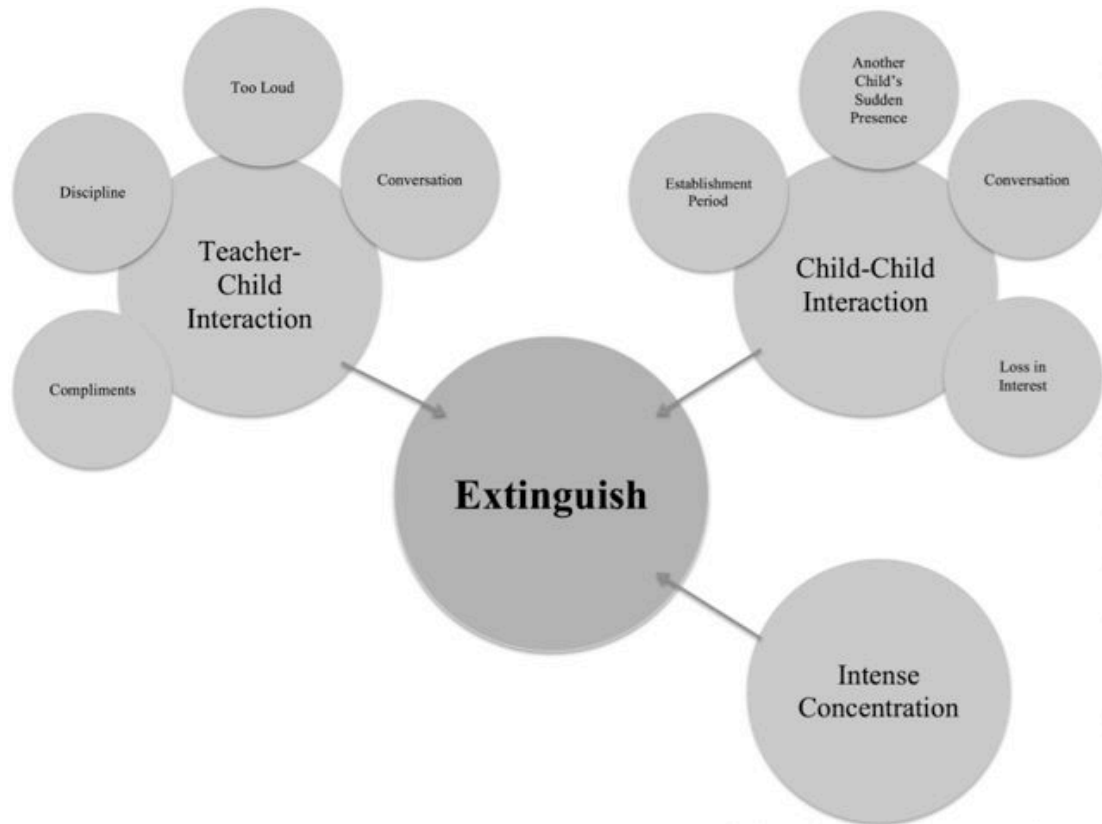 Too Loud
Discipline
Conversation
Teacher-
Child
Interaction
Compliments
Another
Child's
Sudden
Presence
Establishment
Period
Conversation
Child-Child
Interaction
Loss in
Interest
Extinguish
Intense
Concentration